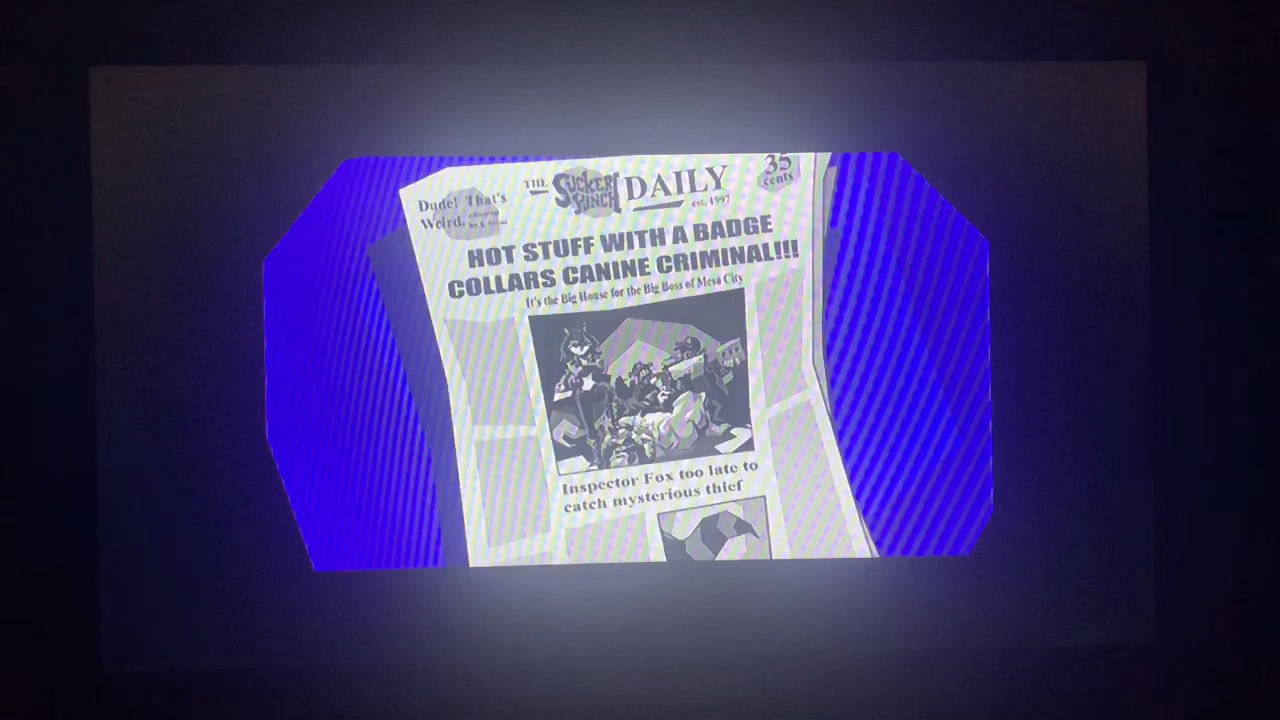 THE SUCKER PUNCH DAILY
35 cents
est. 1997
Dude! That's
Weird.
HOT STUFF WITH A BADGE
COLLARS CANINE CRIMINAL!!!
It's the Big House for the Big Boss of Mesa City
Inspector Fox too late to
catch mysterious thief